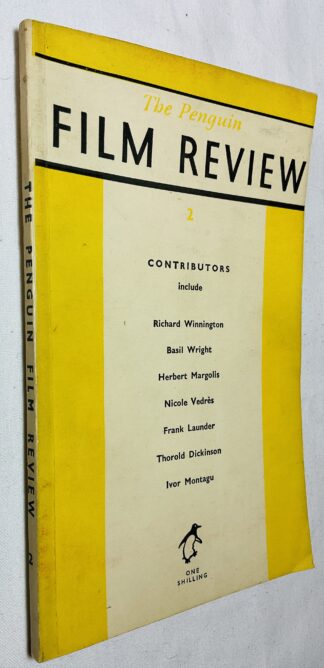 The Penguin
FILM REVIEW
2
CONTRIBUTORS
include
Richard Winnington
Basil Wright
Herbert Margolis
Nicole Vedrès
Frank Launder
Thorold Dickinson
Ivor Montagu
ONE
SHILLING
THE PENGUIN FILM REVIEW 2